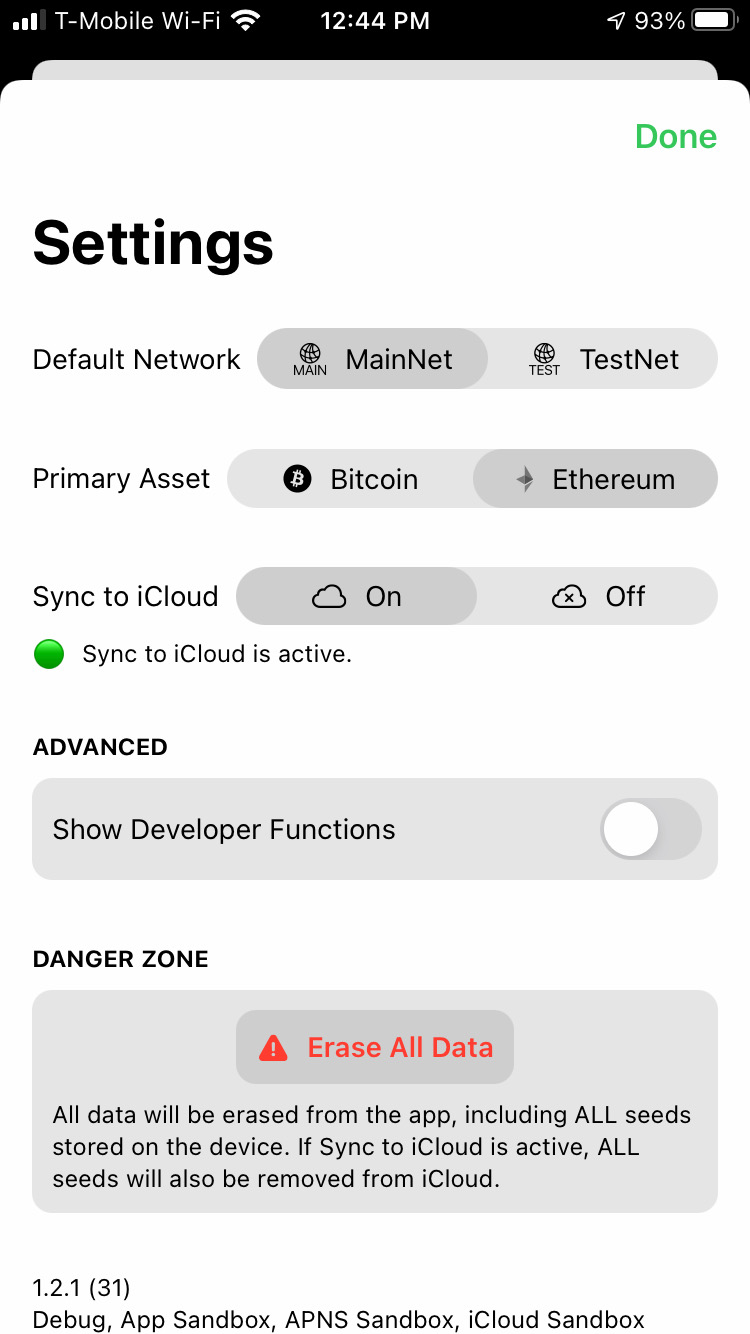 T-Mobile Wi-Fi 12:44 PM 93%
Done
Settings
Default Network MAIN MainNet TEST TestNet
Primary Asset Bitcoin Ethereum
Sync to iCloud On Off
Sync to iCloud is active.
ADVANCED
Show Developer Functions
DANGER ZONE
Erase All Data
All data will be erased from the app, including ALL seeds
stored on the device. If Sync to iCloud is active, ALL
seeds will also be removed from iCloud.
1.2.1 (31)
Debug, App Sandbox, APNS Sandbox, iCloud Sandbox